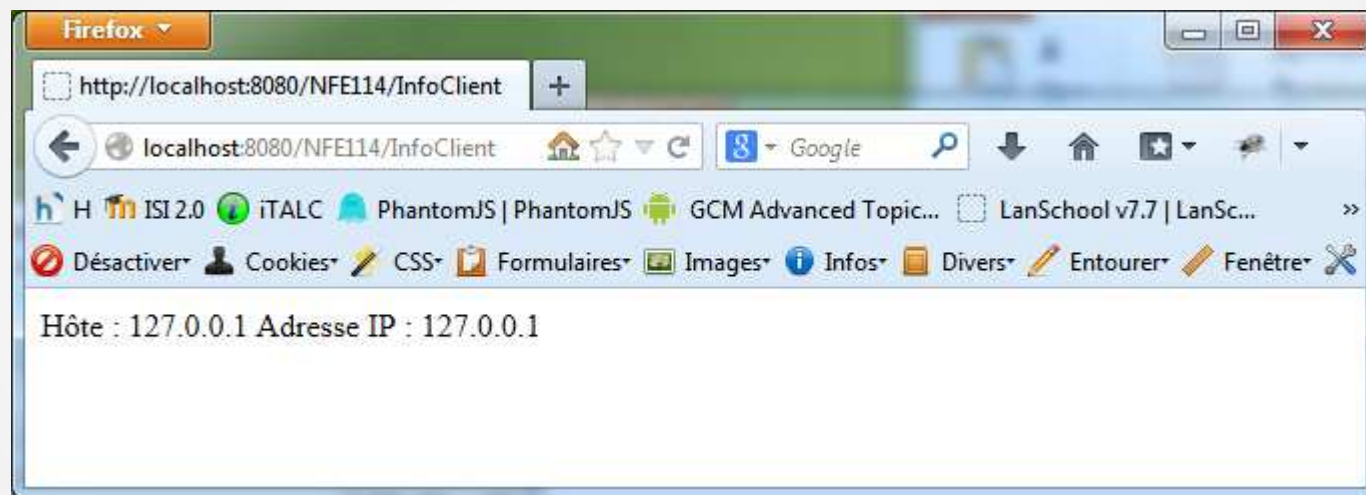 Firefox
http://localhost:8080/NFE114/InfoClient
localhost:8080/NFE114/InfoClient Google
H ISI 2.0 iTALC PhantomJS | PhantomJS GCM Advanced Topic... LanSchool v7.7 | LanSc... »
Désactiver Cookies CSS Formulaires Images Infos Divers Entourer Fenêtre
Hôte : 127.0.0.1 Adresse IP : 127.0.0.1